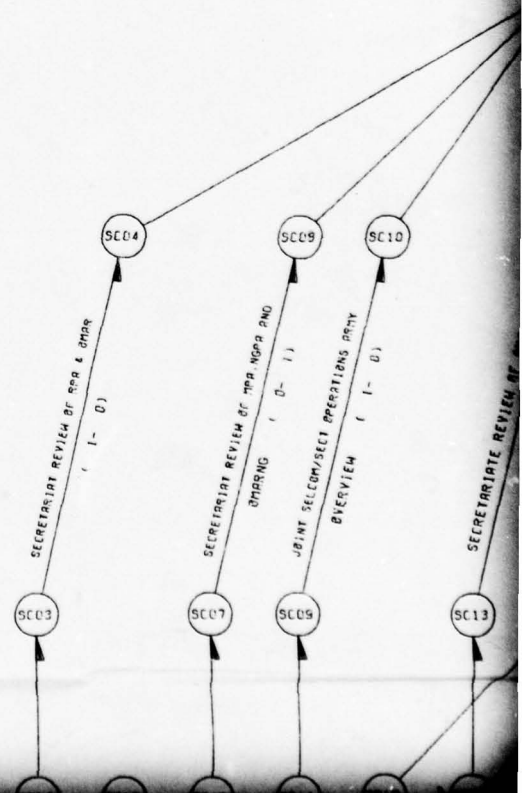 SC04
SC09
SC10
SECRETARIAT REVIEW OF RPA & OMAR
( 1- 0)
SECRETARIAT REVIEW OF MPA,NGPA AND
OMARNG ( 0- 1)
JOINT SELCOM/SECT OPERATIONS ARMY
OVERVIEW ( 1- 0)
SECRETARIATE REVIEW OF
SC03
SC07
SC09
SC13